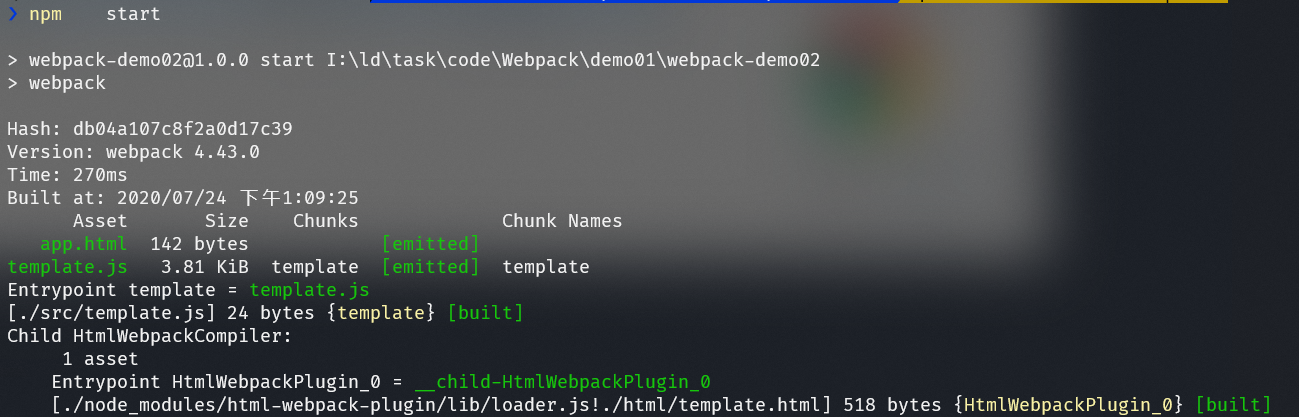 ❯ npm    start
> webpack-demo02@1.0.0 start I:\ld\task\code\Webpack\demo01\webpack-demo02
> webpack
Hash: db04a107c8f2a0d17c39
Version: webpack 4.43.0
Time: 270ms
Built at: 2020/07/24 下午1:09:25
      Asset       Size    Chunks             Chunk Names
   app.html  142 bytes            [emitted]
template.js   3.81 KiB  template  [emitted]  template
Entrypoint template = template.js
[./src/template.js] 24 bytes {template} [built]
Child HtmlWebpackCompiler:
     1 asset
    Entrypoint HtmlWebpackPlugin_0 = __child-HtmlWebpackPlugin_0
    [./node_modules/html-webpack-plugin/lib/loader.js!./html/template.html] 518 bytes {HtmlWebpackPlugin_0} [built]